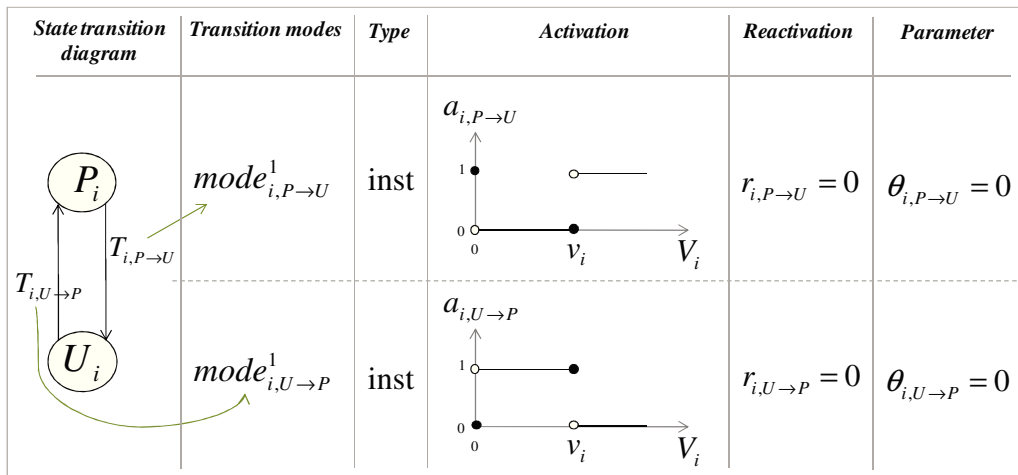 State transition diagram
Transition modes
Type
Activation
Reactivation
Parameter
P_i
U_i
T_{i,P→U}
T_{i,U→P}
mode^1_{i,P→U}
inst
a_{i,P→U}
1
0
0
v_i
V_i
r_{i,P→U} = 0
θ_{i,P→U} = 0
mode^1_{i,U→P}
inst
a_{i,U→P}
1
0
0
v_i
V_i
r_{i,U→P} = 0
θ_{i,U→P} = 0